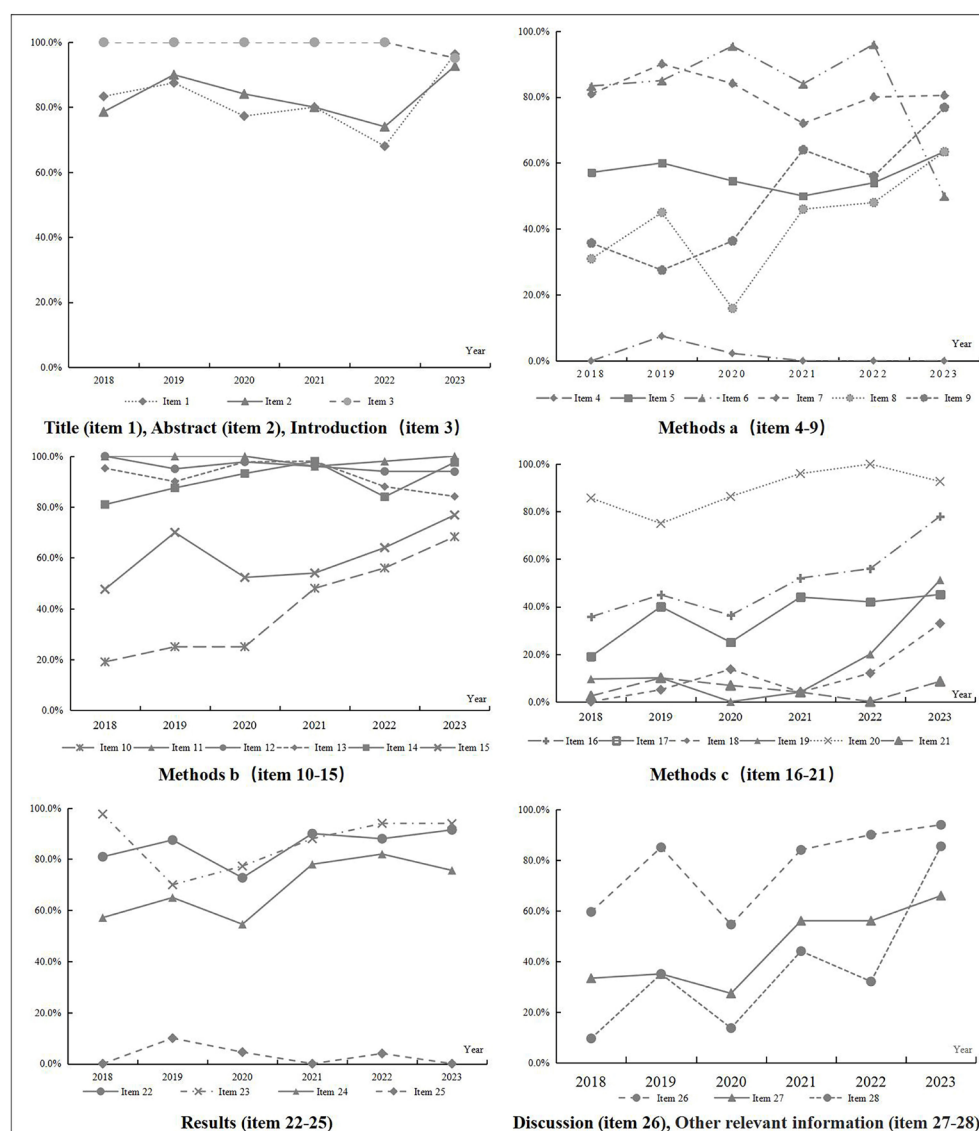 100.0%
80.0%
60.0%
40.0%
20.0%
0.0%
Year
2018 2019 2020 2021 2022 2023
Item 1 Item 2 Item 3
Title (item 1), Abstract (item 2), Introduction (item 3)
100.0%
80.0%
60.0%
40.0%
20.0%
0.0%
Year
2018 2019 2020 2021 2022 2023
Item 4 Item 5 Item 6 Item 7 Item 8 Item 9
Methods a (item 4-9)
100.0%
80.0%
60.0%
40.0%
20.0%
0.0%
Year
2018 2019 2020 2021 2022 2023
Item 10 Item 11 Item 12 Item 13 Item 14 Item 15
Methods b (item 10-15)
100.0%
80.0%
60.0%
40.0%
20.0%
0.0%
Year
2018 2019 2020 2021 2022 2023
Item 16 Item 17 Item 18 Item 19 Item 20 Item 21
Methods c (item 16-21)
100.0%
80.0%
60.0%
40.0%
20.0%
0.0%
Year
2018 2019 2020 2021 2022 2023
Item 22 Item 23 Item 24 Item 25
Results (item 22-25)
100.0%
80.0%
60.0%
40.0%
20.0%
0.0%
Year
2018 2019 2020 2021 2022 2023
Item 26 Item 27 Item 28
Discussion (item 26), Other relevant information (item 27-28)